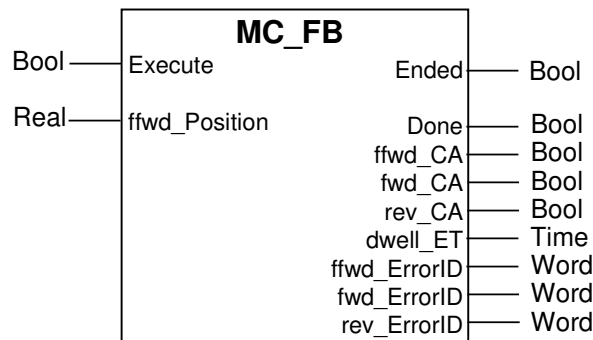 MC_FB
Bool Execute Ended Bool
Real ffwd_Position Done Bool
ffwd_CA Bool
fwd_CA Bool
rev_CA Bool
dwell_ET Time
ffwd_ErrorID Word
fwd_ErrorID Word
rev_ErrorID Word